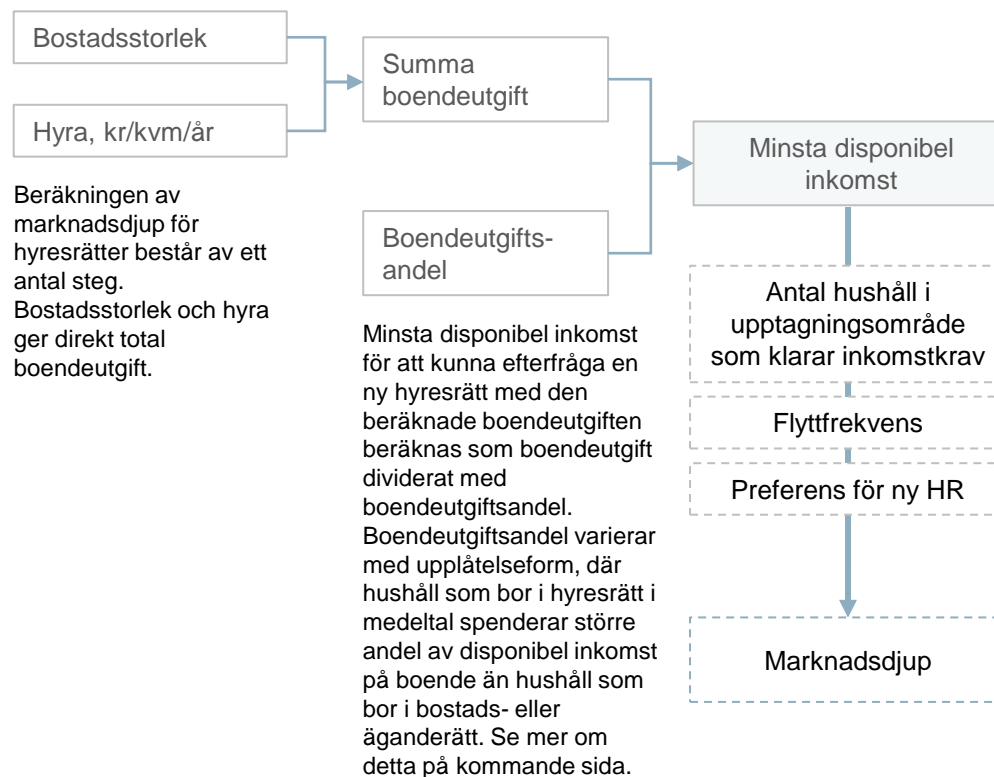 Bostadsstorlek
Hyra, kr/kvm/år
Beräkningen av
marknadsdjup för
hyresrätter består av ett
antal steg.
Bostadsstorlek och hyra
ger direkt total
boendeutgift.
Summa
boendeutgift
Boendeutgifts-
andel
Minsta disponibel inkomst
för att kunna efterfråga en
ny hyresrätt med den
beräknade boendeutgiften
beräknas som boendeutgift
dividerat med
boendeutgiftsandel.
Boendeutgiftsandel varierar
med upplåtelseform, där
hushåll som bor i hyresrätt i
medeltal spenderar större
andel av disponibel inkomst
på boende än hushåll som
bor i bostads- eller
äganderätt. Se mer om
detta på kommande sida.
Minsta disponibel
inkomst
Antal hushåll i
upptagningsområde
som klarar inkomstkrav
Flyttfrekvens
Preferens för ny HR
Marknadsdjup